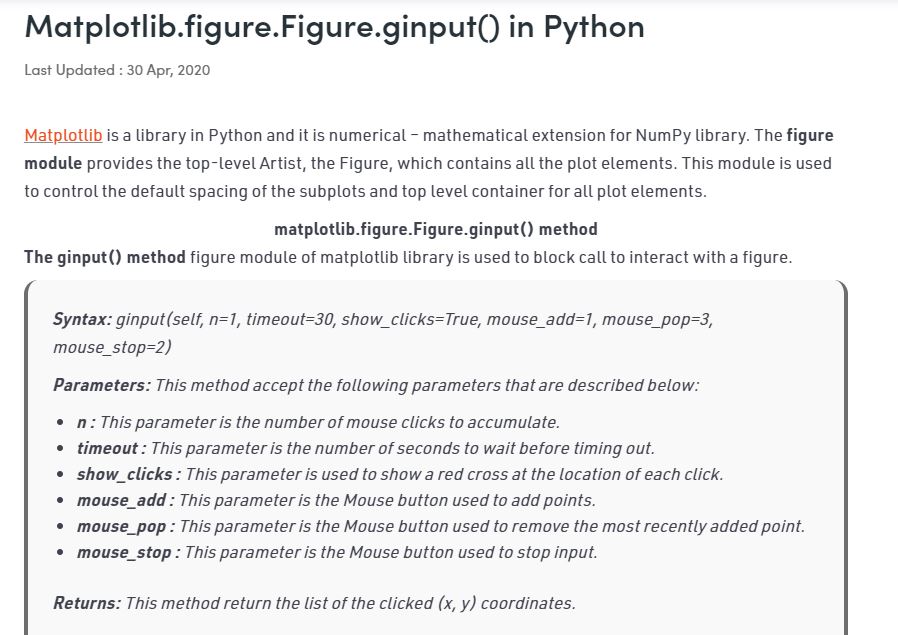 Matplotlib.figure.Figure.ginput() in Python
Last Updated : 30 Apr, 2020
Matplotlib is a library in Python and it is numerical – mathematical extension for NumPy library. The figure
module provides the top-level Artist, the Figure, which contains all the plot elements. This module is used
to control the default spacing of the subplots and top level container for all plot elements.
matplotlib.figure.Figure.ginput() method
The ginput() method figure module of matplotlib library is used to block call to interact with a figure.
Syntax: ginput(self, n=1, timeout=30, show_clicks=True, mouse_add=1, mouse_pop=3,
mouse_stop=2)
Parameters: This method accept the following parameters that are described below:
• n : This parameter is the number of mouse clicks to accumulate.
• timeout : This parameter is the number of seconds to wait before timing out.
• show_clicks : This parameter is used to show a red cross at the location of each click.
• mouse_add : This parameter is the Mouse button used to add points.
• mouse_pop : This parameter is the Mouse button used to remove the most recently added point.
• mouse_stop : This parameter is the Mouse button used to stop input.
Returns: This method return the list of the clicked (x, y) coordinates.